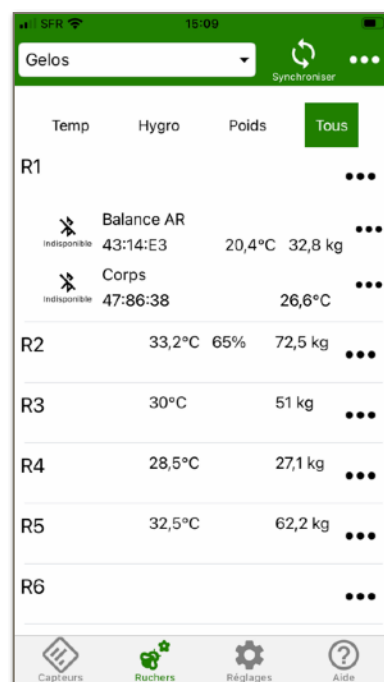 SFR 15:09
Gelos Synchroniser
Temp Hygro Poids Tous
R1
Balance AR
Indisponible 43:14:E3 20,4°C 32,8 kg
Corps
Indisponible 47:86:38 26,6°C
R2 33,2°C 65% 72,5 kg
R3 30°C 51 kg
R4 28,5°C 27,1 kg
R5 32,5°C 62,2 kg
R6
Capteurs Ruchers Réglages Aide